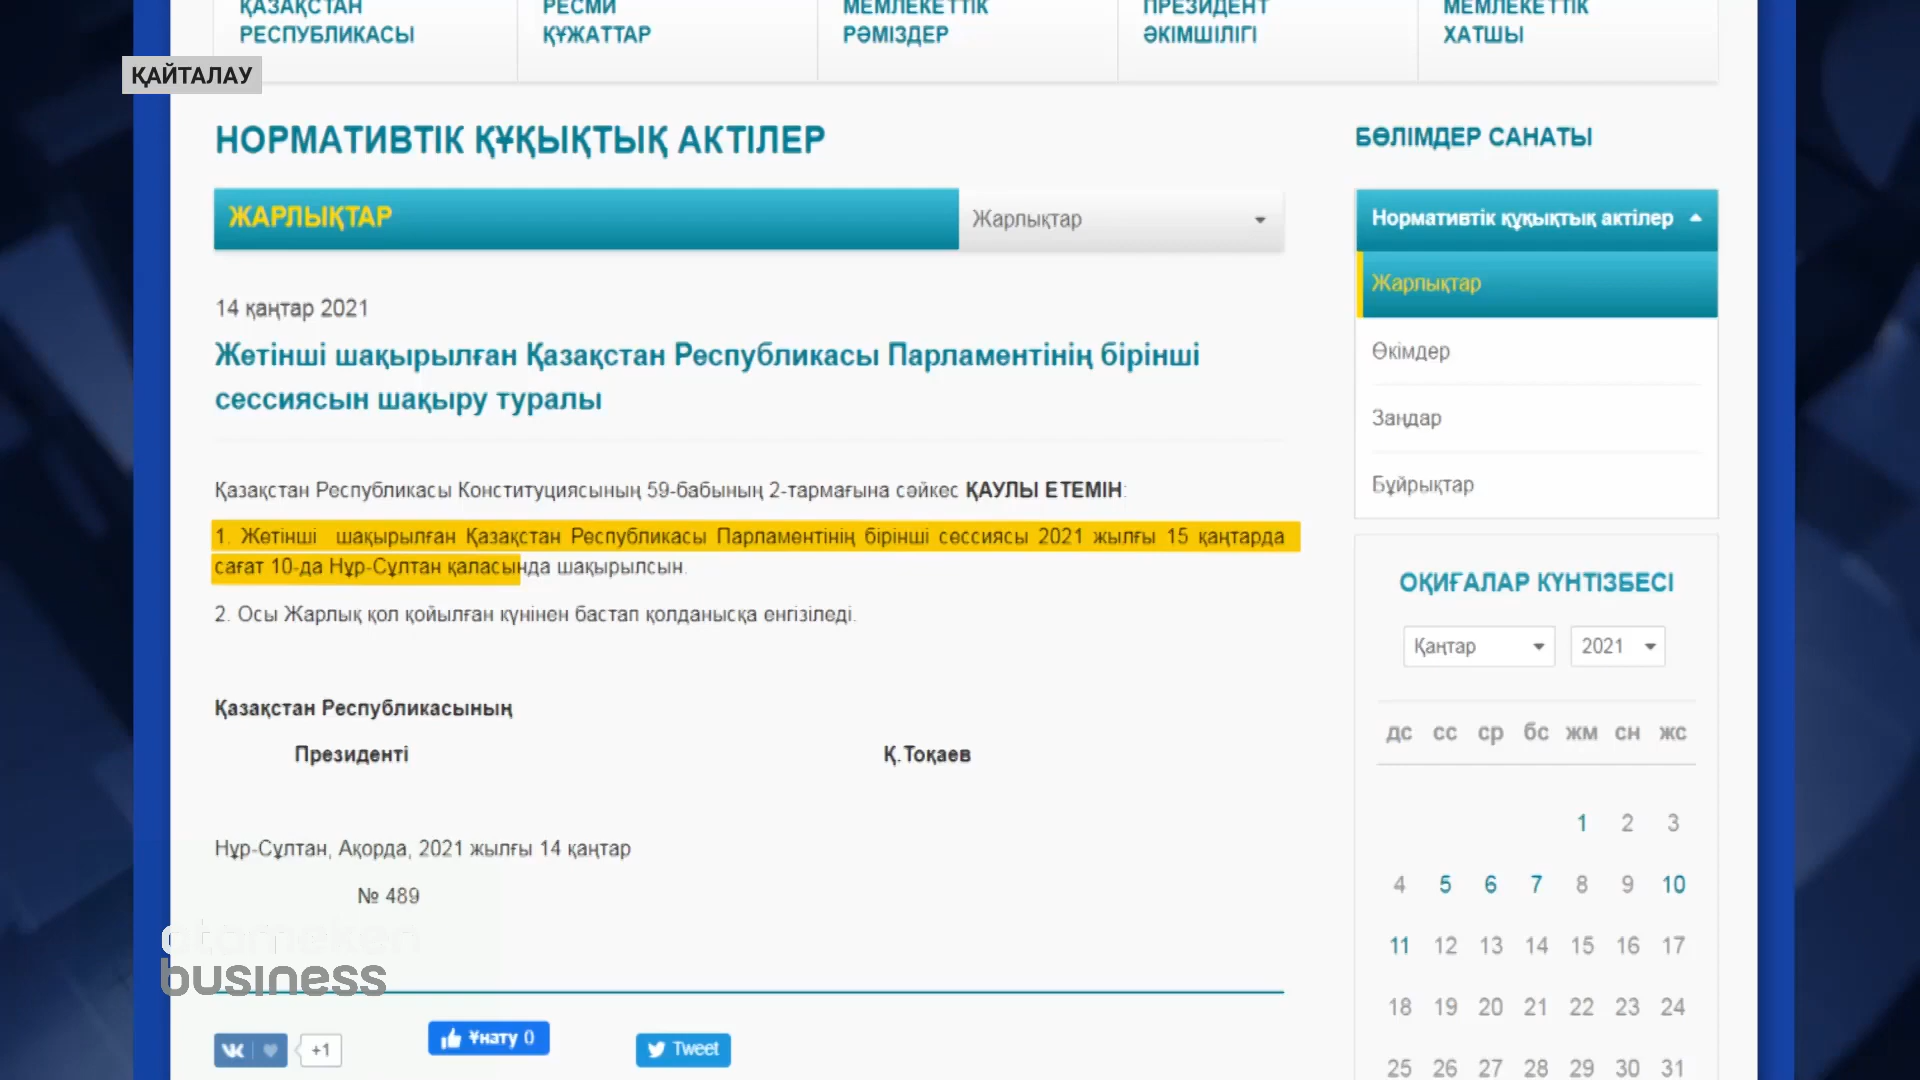 ҚАЗАҚСТАН
РЕСПУБЛИКАСЫ
РЕСМИ
ҚҰЖАТТАР
МЕМЛЕКЕТТІК
РӘМІЗДЕР
ПРЕЗИДЕНТ
ӘКІМШІЛІГІ
МЕМЛЕКЕТТІК
ХАТШЫ
ҚАЙТАЛАУ
НОРМАТИВТІК ҚҰҚЫҚТЫҚ АКТІЛЕР
ЖАРЛЫҚТАР
Жарлықтар
14 қаңтар 2021
Жетінші шақырылған Қазақстан Республикасы Парламентінің бірінші
сессиясын шақыру туралы
Қазақстан Республикасы Конституциясының 59-бабының 2-тармағына сәйкес ҚАУЛЫ ЕТЕМІН:
1. Жетінші шақырылған Қазақстан Республикасы Парламентінің бірінші сессиясы 2021 жылғы 15 қаңтарда
сағат 10-да Нұр-Сұлтан қаласында шақырылсын.
2. Осы Жарлық қол қойылған күнінен бастап қолданысқа енгізіледі.
Қазақстан Республикасының
Президенті Қ.Тоқаев
Нұр-Сұлтан, Ақорда, 2021 жылғы 14 қаңтар
№ 489
atameken
business
+1
Ұнату 0
Tweet
БӨЛІМДЕР САНАТЫ
Нормативтік құқықтық актілер
Жарлықтар
Өкімдер
Заңдар
Бұйрықтар
ОҚИҒАЛАР КҮНТІЗБЕСІ
Қаңтар 2021
дс сс ср бс жм сн жс
1 2 3
4 5 6 7 8 9 10
11 12 13 14 15 16 17
18 19 20 21 22 23 24
25 26 27 28 29 30 31